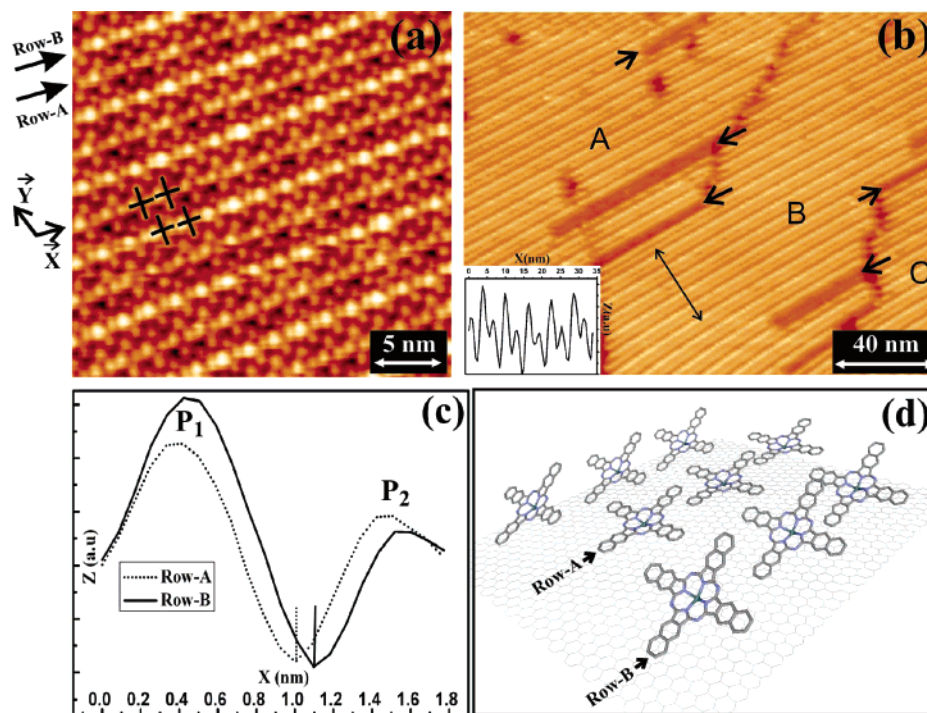 (a)
Row-B
Row-A
Y
X
5 nm
(b)
A
B
C
X(nm)
0 5 10 15 20 25 30 35
Z(a.u)
40 nm
(c)
P1
P2
Z (a.u)
Row-A
Row-B
X (nm)
0.0 0.2 0.4 0.6 0.8 1.0 1.2 1.4 1.6 1.8
(d)
Row-A
Row-B